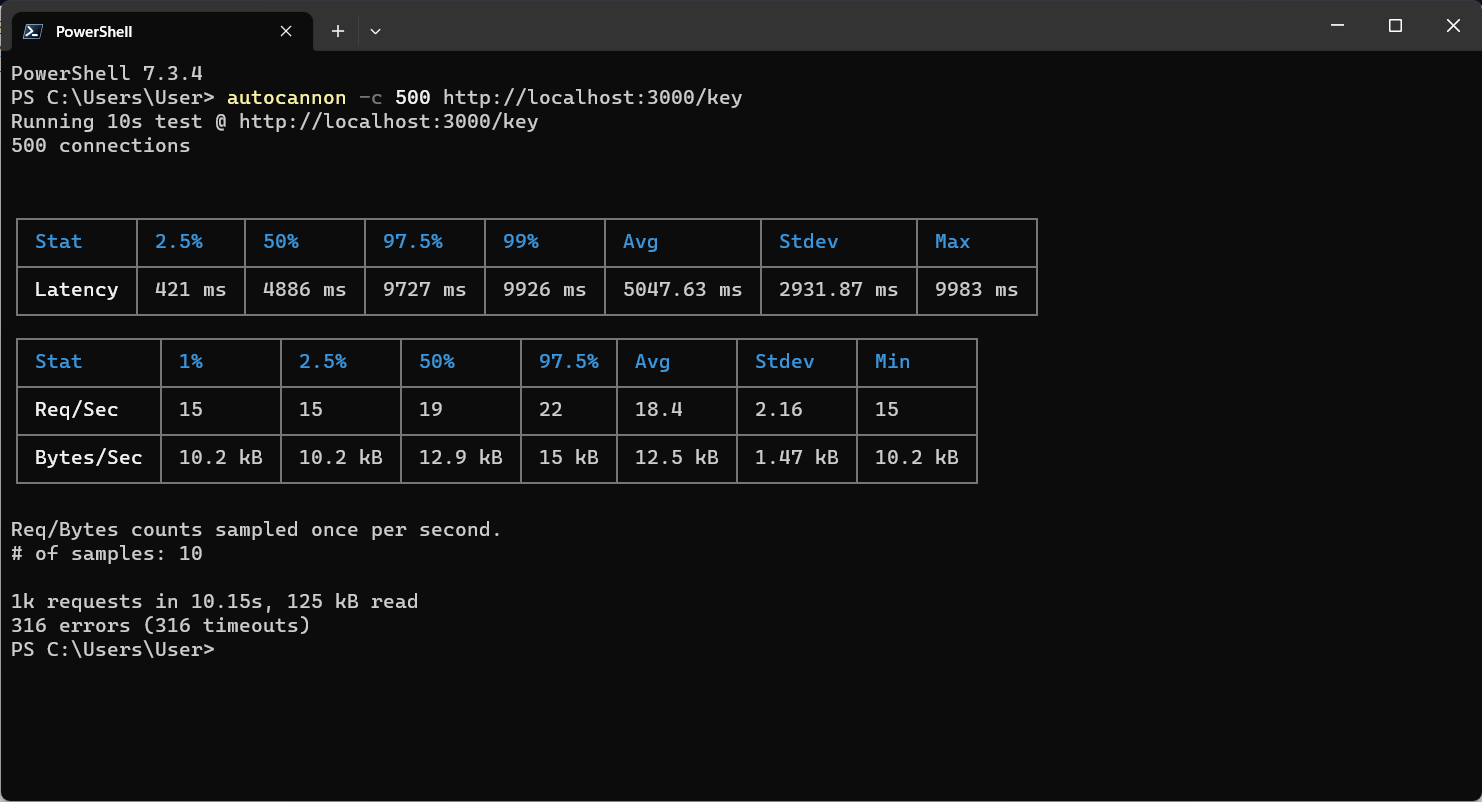 PowerShell
PowerShell 7.3.4
PS C:\Users\User> autocannon -c 500 http://localhost:3000/key
Running 10s test @ http://localhost:3000/key
500 connections
Stat 2.5% 50% 97.5% 99% Avg Stdev Max
Latency 421 ms 4886 ms 9727 ms 9926 ms 5047.63 ms 2931.87 ms 9983 ms
Stat 1% 2.5% 50% 97.5% Avg Stdev Min
Req/Sec 15 15 19 22 18.4 2.16 15
Bytes/Sec 10.2 kB 10.2 kB 12.9 kB 15 kB 12.5 kB 1.47 kB 10.2 kB
Req/Bytes counts sampled once per second.
# of samples: 10
1k requests in 10.15s, 125 kB read
316 errors (316 timeouts)
PS C:\Users\User>